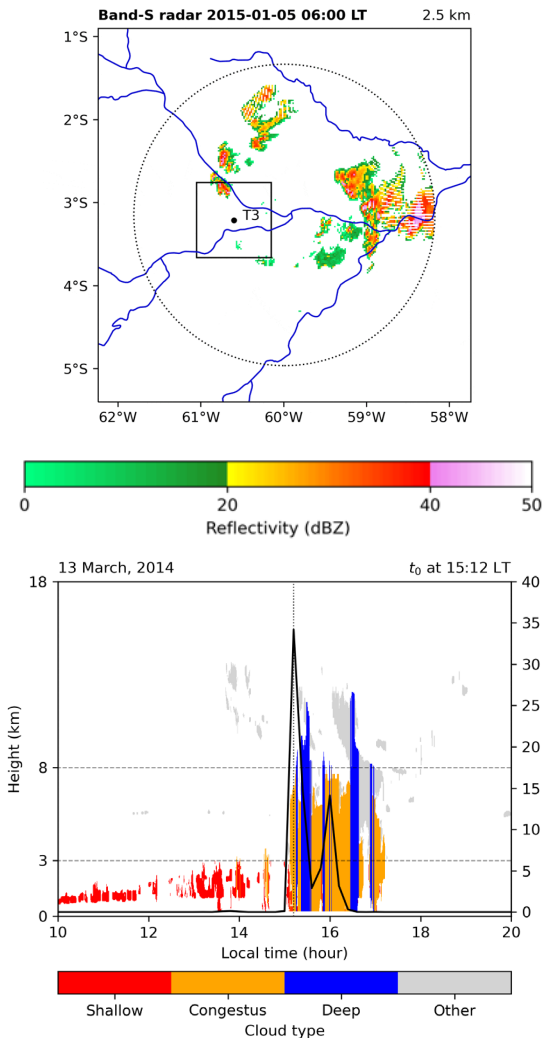 Band-S radar 2015-01-05 06:00 LT 2.5 km
1°S
2°S
3°S
4°S
5°S
T3
62°W 61°W 60°W 59°W 58°W
0 20 40 50
Reflectivity (dBZ)
13 March, 2014 t₀ at 15:12 LT
18 40
35
30
25
20
8
15
10
3 5
0 0
10 12 14 16 18 20
Height (km)
Local time (hour)
Shallow Congestus Deep Other
Cloud type